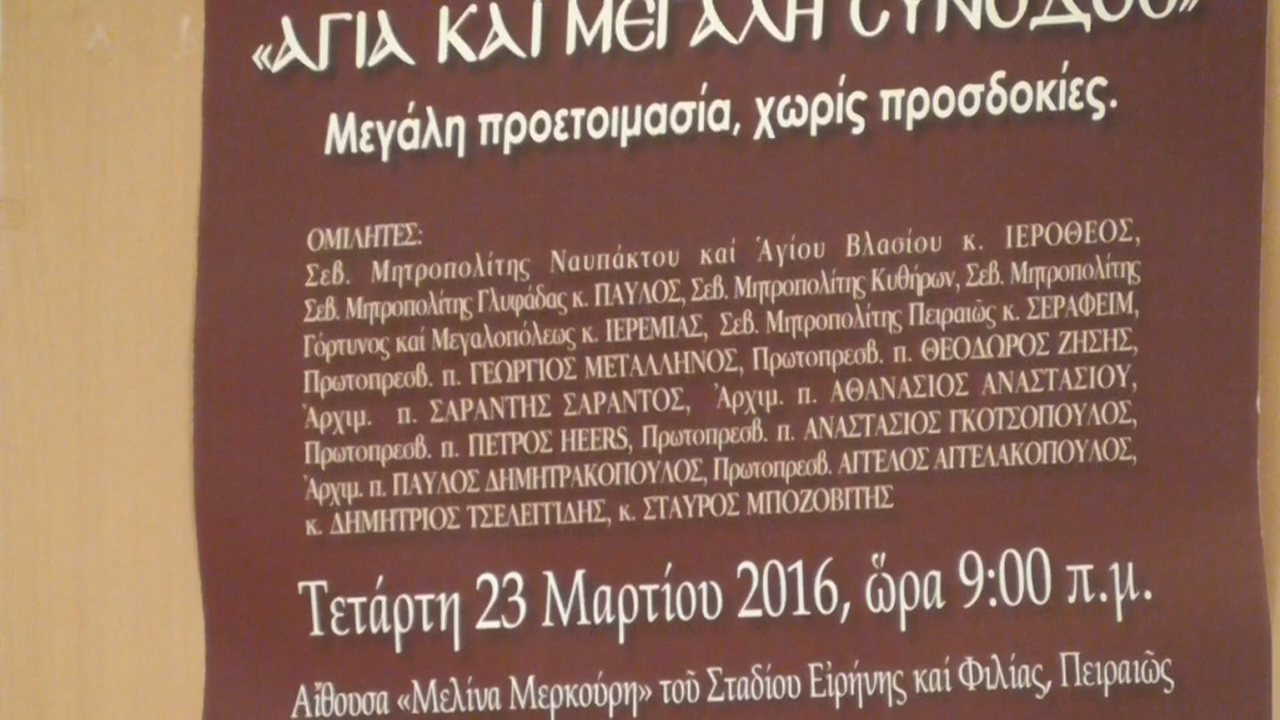 «ΑΓΙΑ ΚΑΙ ΜΕΓΑΛΗ ΣΥΝΟΔΟΣ»
Μεγάλη προετοιμασία, χωρίς προσδοκίες.
ΟΜΙΛΗΤΕΣ:
Σεβ. Μητροπολίτης Ναυπάκτου καί Ἁγίου Βλασίου κ. ΙΕΡΟΘΕΟΣ,
Σεβ. Μητροπολίτης Γλυφάδας κ. ΠΑΥΛΟΣ, Σεβ. Μητροπολίτης Κυθήρων, Σεβ. Μητροπολίτης
Γόρτυνος καί Μεγαλοπόλεως κ. ΙΕΡΕΜΙΑΣ, Σεβ. Μητροπολίτης Πειραιῶς κ. ΣΕΡΑΦΕΙΜ,
Πρωτοπρεσβ. π. ΓΕΩΡΓΙΟΣ ΜΕΤΑΛΛΗΝΟΣ, Πρωτοπρεσβ. π. ΘΕΟΔΩΡΟΣ ΖΗΣΗΣ,
Ἀρχιμ. π. ΣΑΡΑΝΤΗΣ ΣΑΡΑΝΤΟΣ, Ἀρχιμ. π. ΑΘΑΝΑΣΙΟΣ ΑΝΑΣΤΑΣΙΟΥ,
Πρωτοπρεσβ. π. ΠΕΤΡΟΣ HEERS, Πρωτοπρεσβ. π. ΑΝΑΣΤΑΣΙΟΣ ΓΚΟΤΣΟΠΟΥΛΟΣ,
Ἀρχιμ. π. ΠΑΥΛΟΣ ΔΗΜΗΤΡΑΚΟΠΟΥΛΟΣ, Πρωτοπρεσβ. ΑΓΓΕΛΟΣ ΑΓΓΕΛΑΚΟΠΟΥΛΟΣ,
κ. ΔΗΜΗΤΡΙΟΣ ΤΣΕΛΕΓΓΙΔΗΣ, κ. ΣΤΑΥΡΟΣ ΜΠΟΖΟΒΙΤΗΣ
Τετάρτη 23 Μαρτίου 2016, ὥρα 9:00 π.μ.
Αἴθουσα «Μελίνα Μερκούρη» τοῦ Σταδίου Εἰρήνης καί Φιλίας, Πειραιῶς